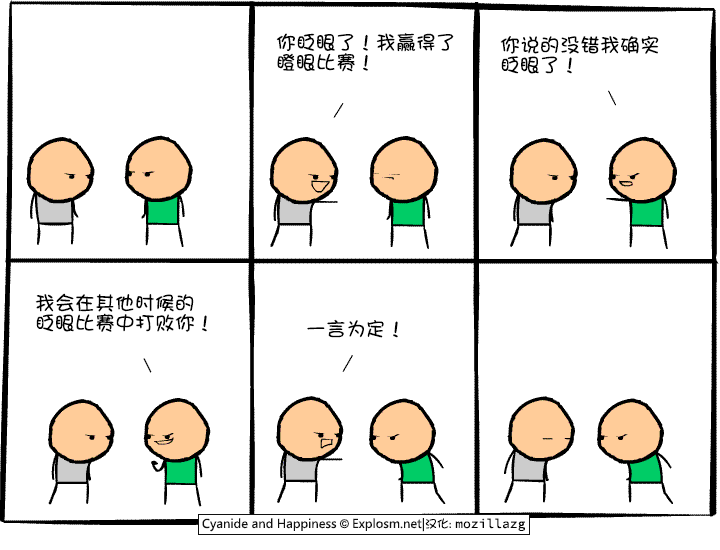 你眨眼了！我赢得了
瞪眼比赛！
你说的没错我确实
眨眼了！
我会在其他时候的
眨眼比赛中打败你！
一言为定！
Cyanide and Happiness © Explosm.net|汉化: mozillazg